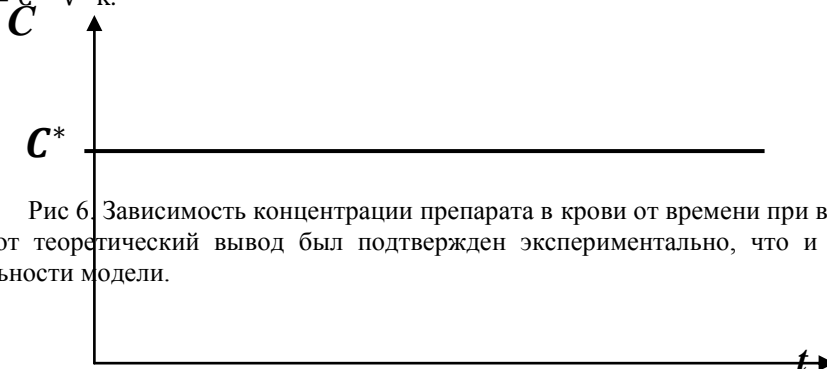 C
C*
Рис 6. Зависимость концентрации препарата в крови от времени при в
от теоретический вывод был подтвержден экспериментально, что и
ьности модели.
t